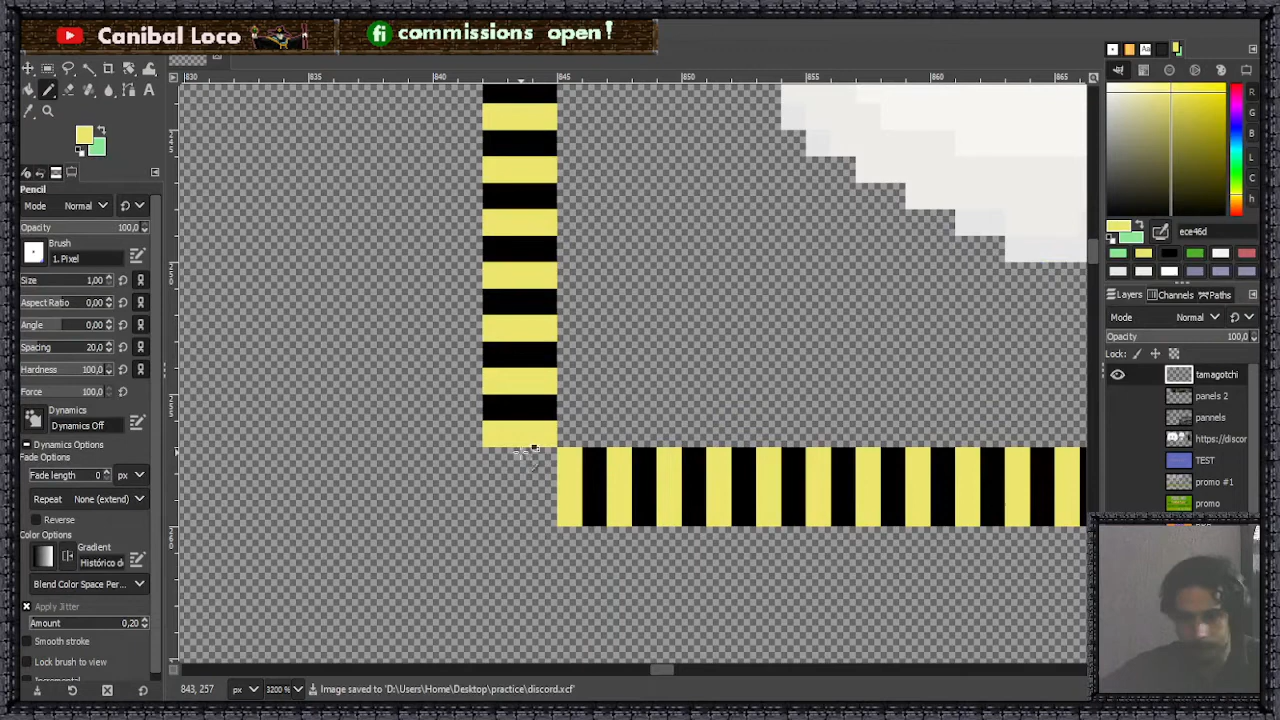 Canibal Loco
commissions open!
830
835
840
845
850
855
860
865
Pencil
Mode Normal
Opacity 100,0
Brush
1. Pixel
Size 1,00
Aspect Ratio 0,00
Angle 0,00
Spacing 20,0
Hardness 100,0
Force 100,0
Dynamics
Dynamics Off
Dynamics Options
Fade Options
Fade length 0 px
Repeat None (extend)
Reverse
Color Options
Gradient
Histórico d
Blend Color Space Per...
Apply Jitter
Amount 0,20
Smooth stroke
Lock brush to view
Incremental
R
G
B
L
C
h
ece46d
Layers Channels Paths
Mode Normal
Opacity 100,0
Lock:
tamagotchi
panels 2
pannels
https://discor
TEST
promo #1
promo
843, 257 px 3200 % Image saved to 'D:\Users\Home\Desktop\practice\discord.xcf'